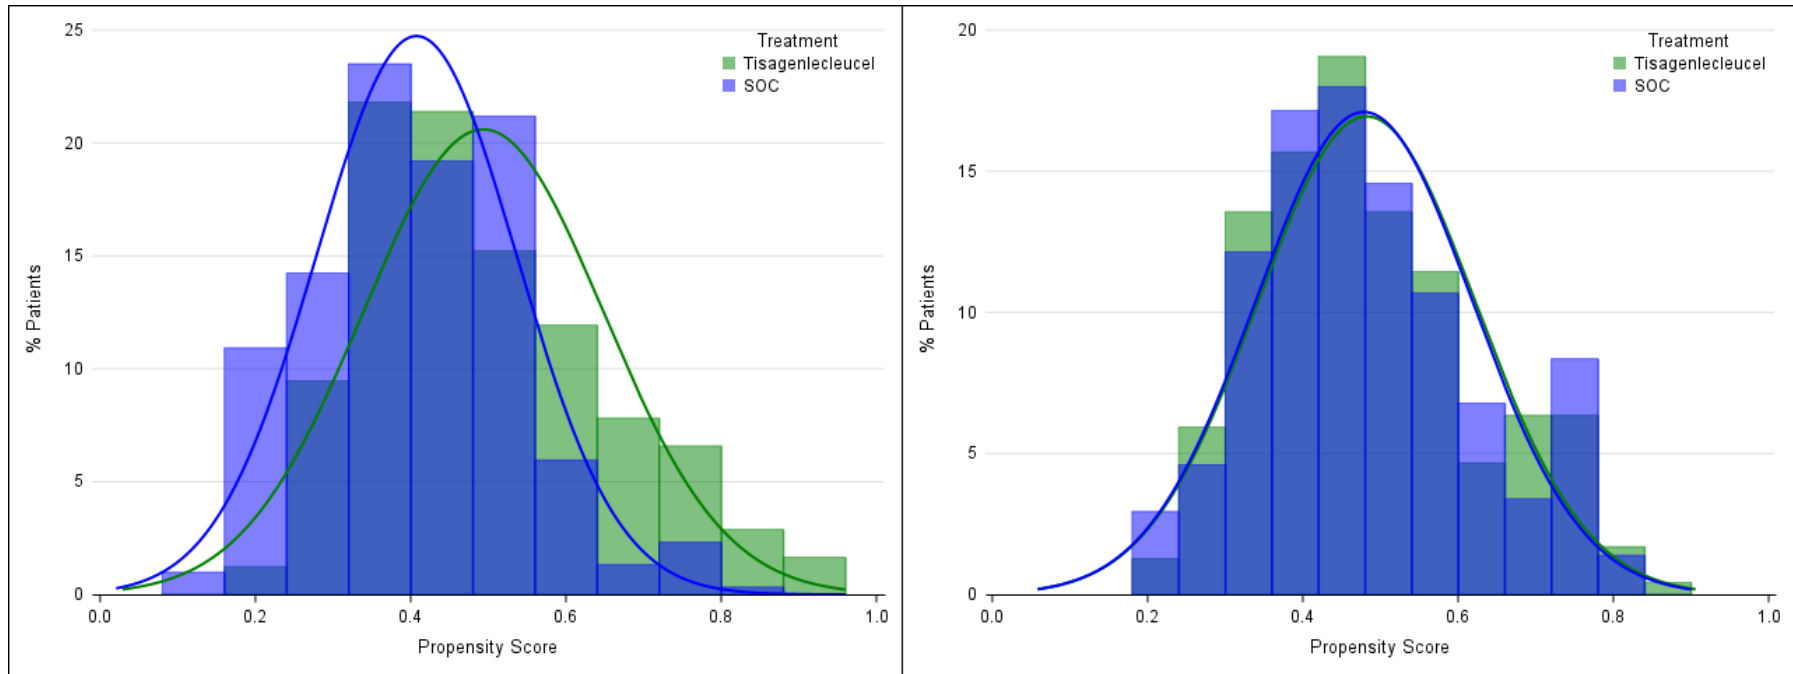 25
20
15
10
5
0
% Patients
Treatment
Tisagenlecleucel
SOC
0.0 0.2 0.4 0.6 0.8 1.0
Propensity Score
20
15
10
5
0
% Patients
Treatment
Tisagenlecleucel
SOC
0.0 0.2 0.4 0.6 0.8 1.0
Propensity Score